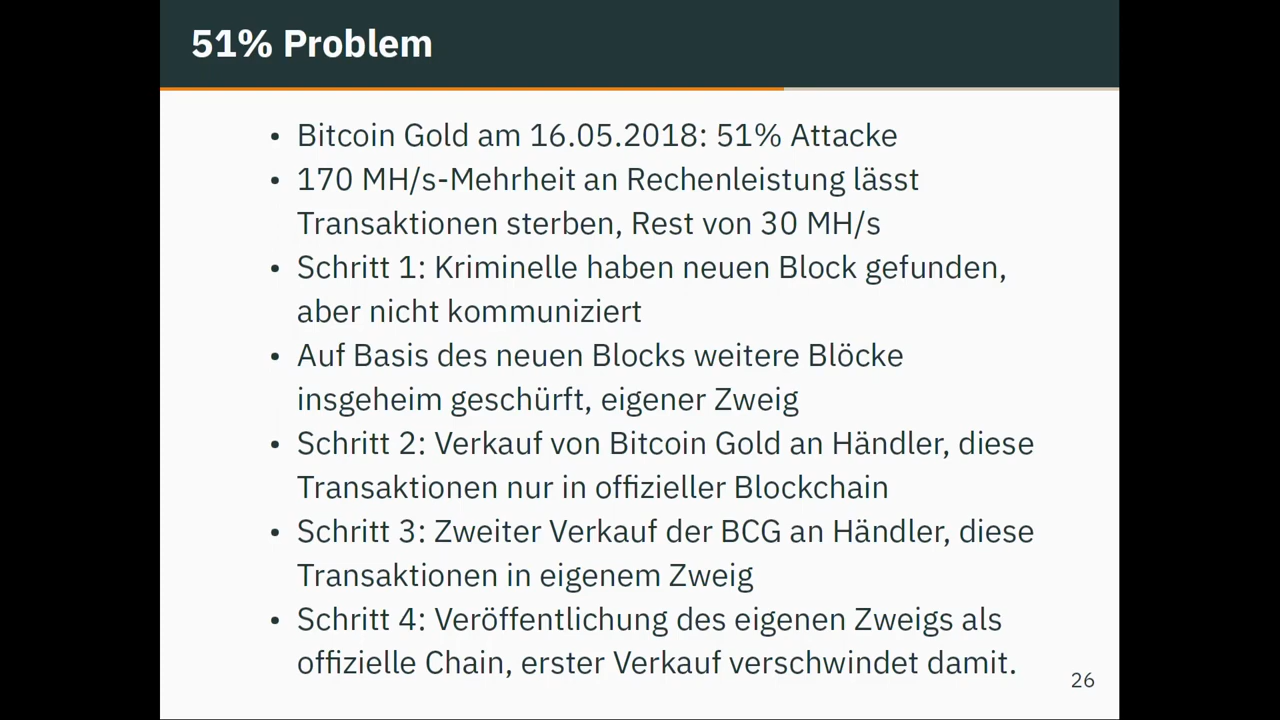 51% Problem
• Bitcoin Gold am 16.05.2018: 51% Attacke
• 170 MH/s-Mehrheit an Rechenleistung lässt
Transaktionen sterben, Rest von 30 MH/s
• Schritt 1: Kriminelle haben neuen Block gefunden,
aber nicht kommuniziert
• Auf Basis des neuen Blocks weitere Blöcke
insgeheim geschürft, eigener Zweig
• Schritt 2: Verkauf von Bitcoin Gold an Händler, diese
Transaktionen nur in offizieller Blockchain
• Schritt 3: Zweiter Verkauf der BCG an Händler, diese
Transaktionen in eigenem Zweig
• Schritt 4: Veröffentlichung des eigenen Zweigs als
offizielle Chain, erster Verkauf verschwindet damit.
26